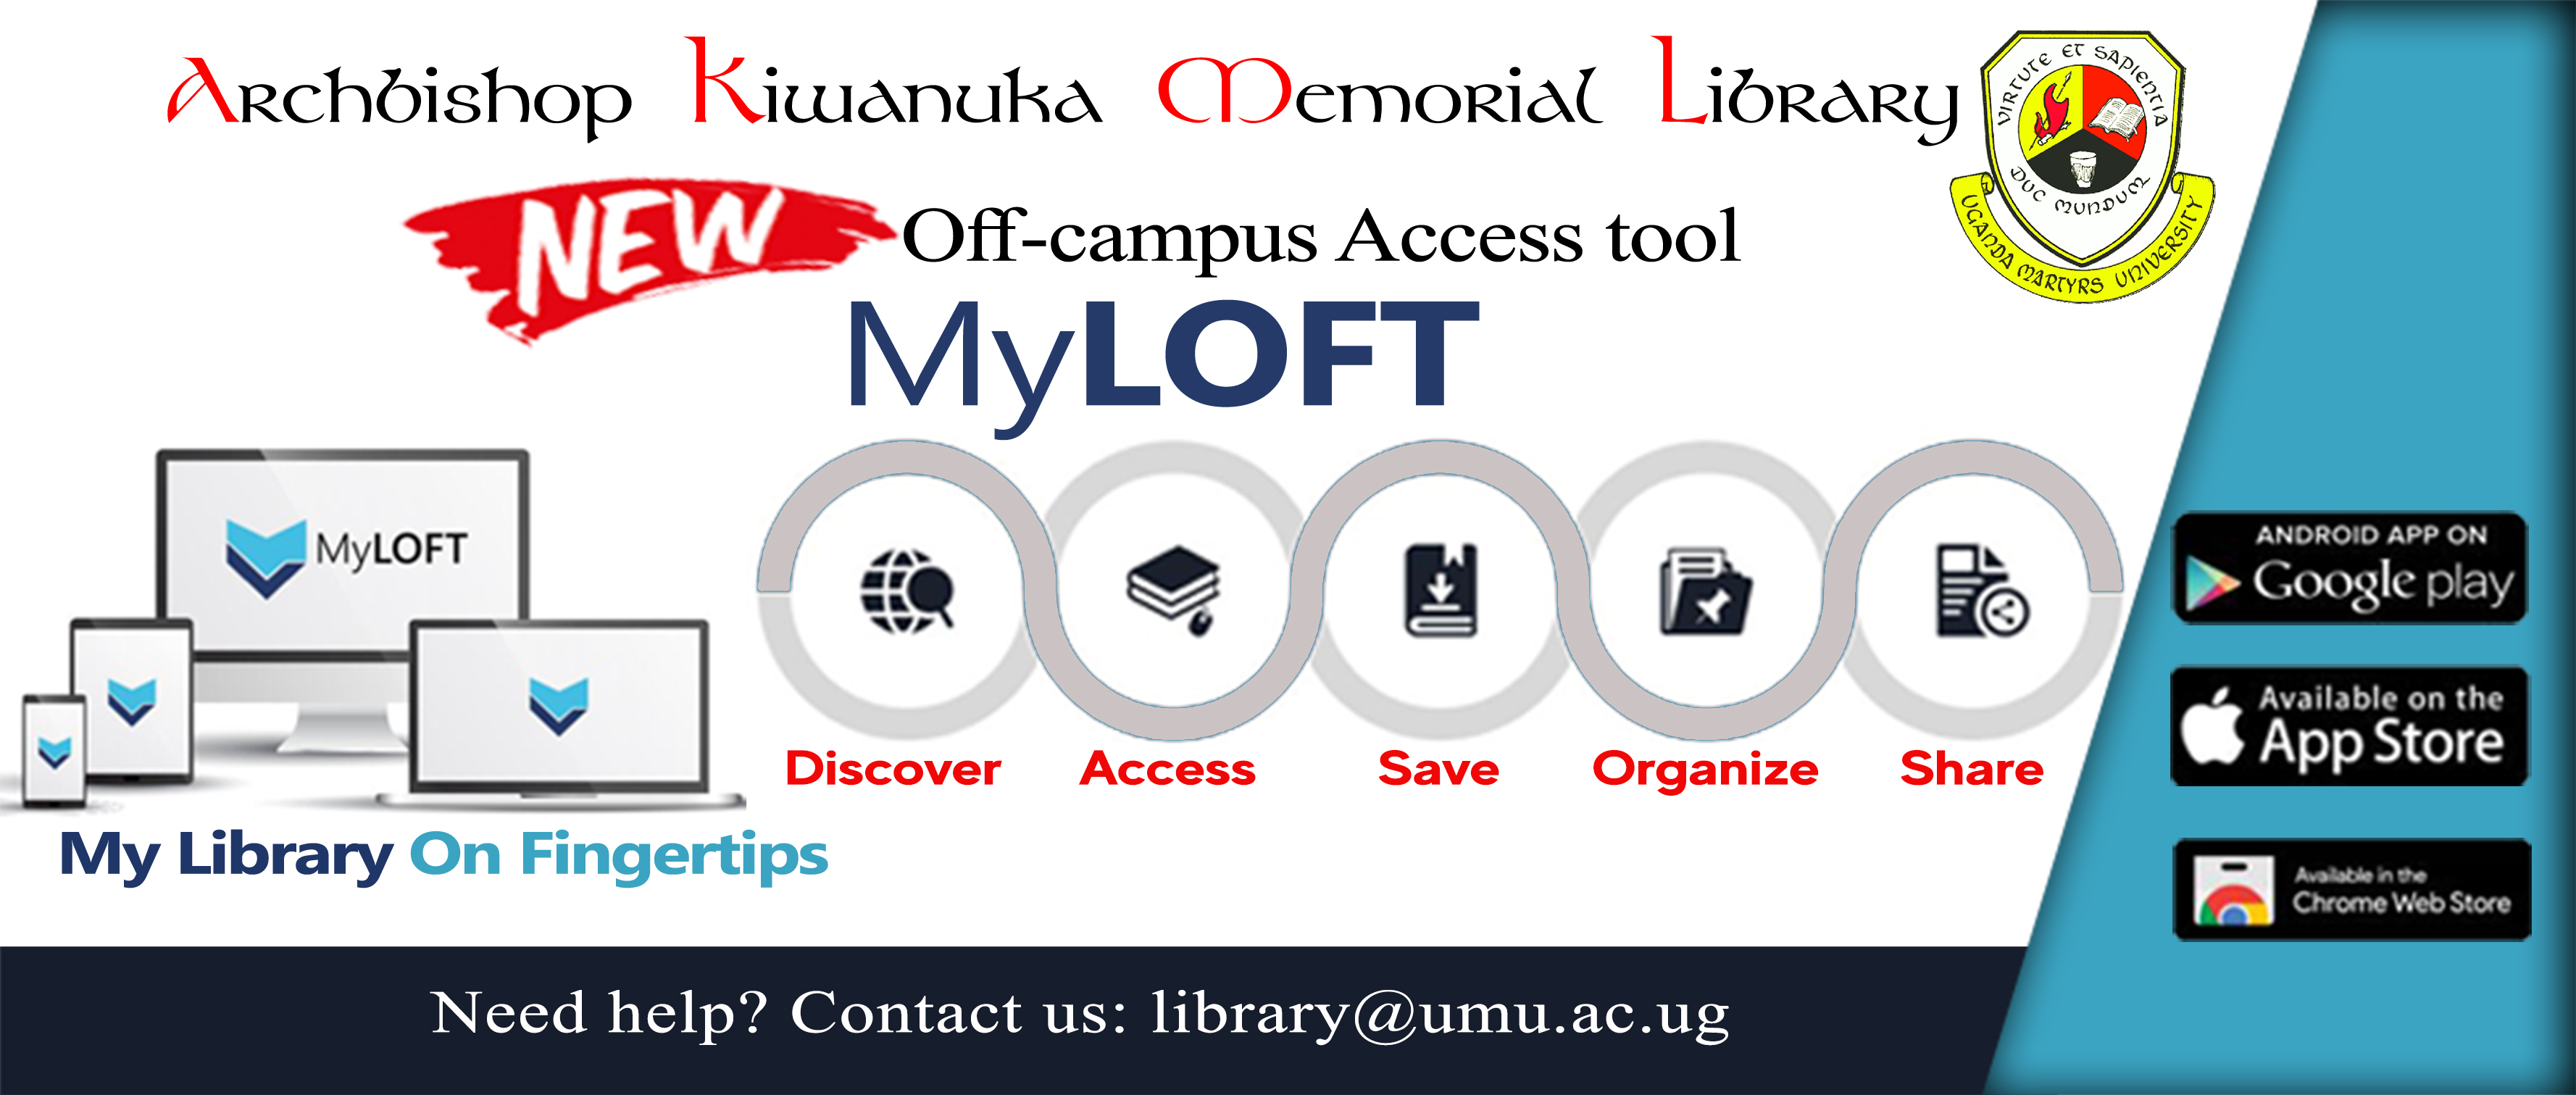 Archbishop Kiwanuka Memorial Library
VIRTUTE ET SAPIENTIA
DUC MUNDUM
UGANDA MARTYRS UNIVERSITY
NEW
Off-campus Access tool
MyLOFT
MyLOFT
Discover Access Save Organize Share
My Library On Fingertips
ANDROID APP ON
Google play
Available on the
App Store
Available in the
Chrome Web Store
Need help? Contact us: library@umu.ac.ug